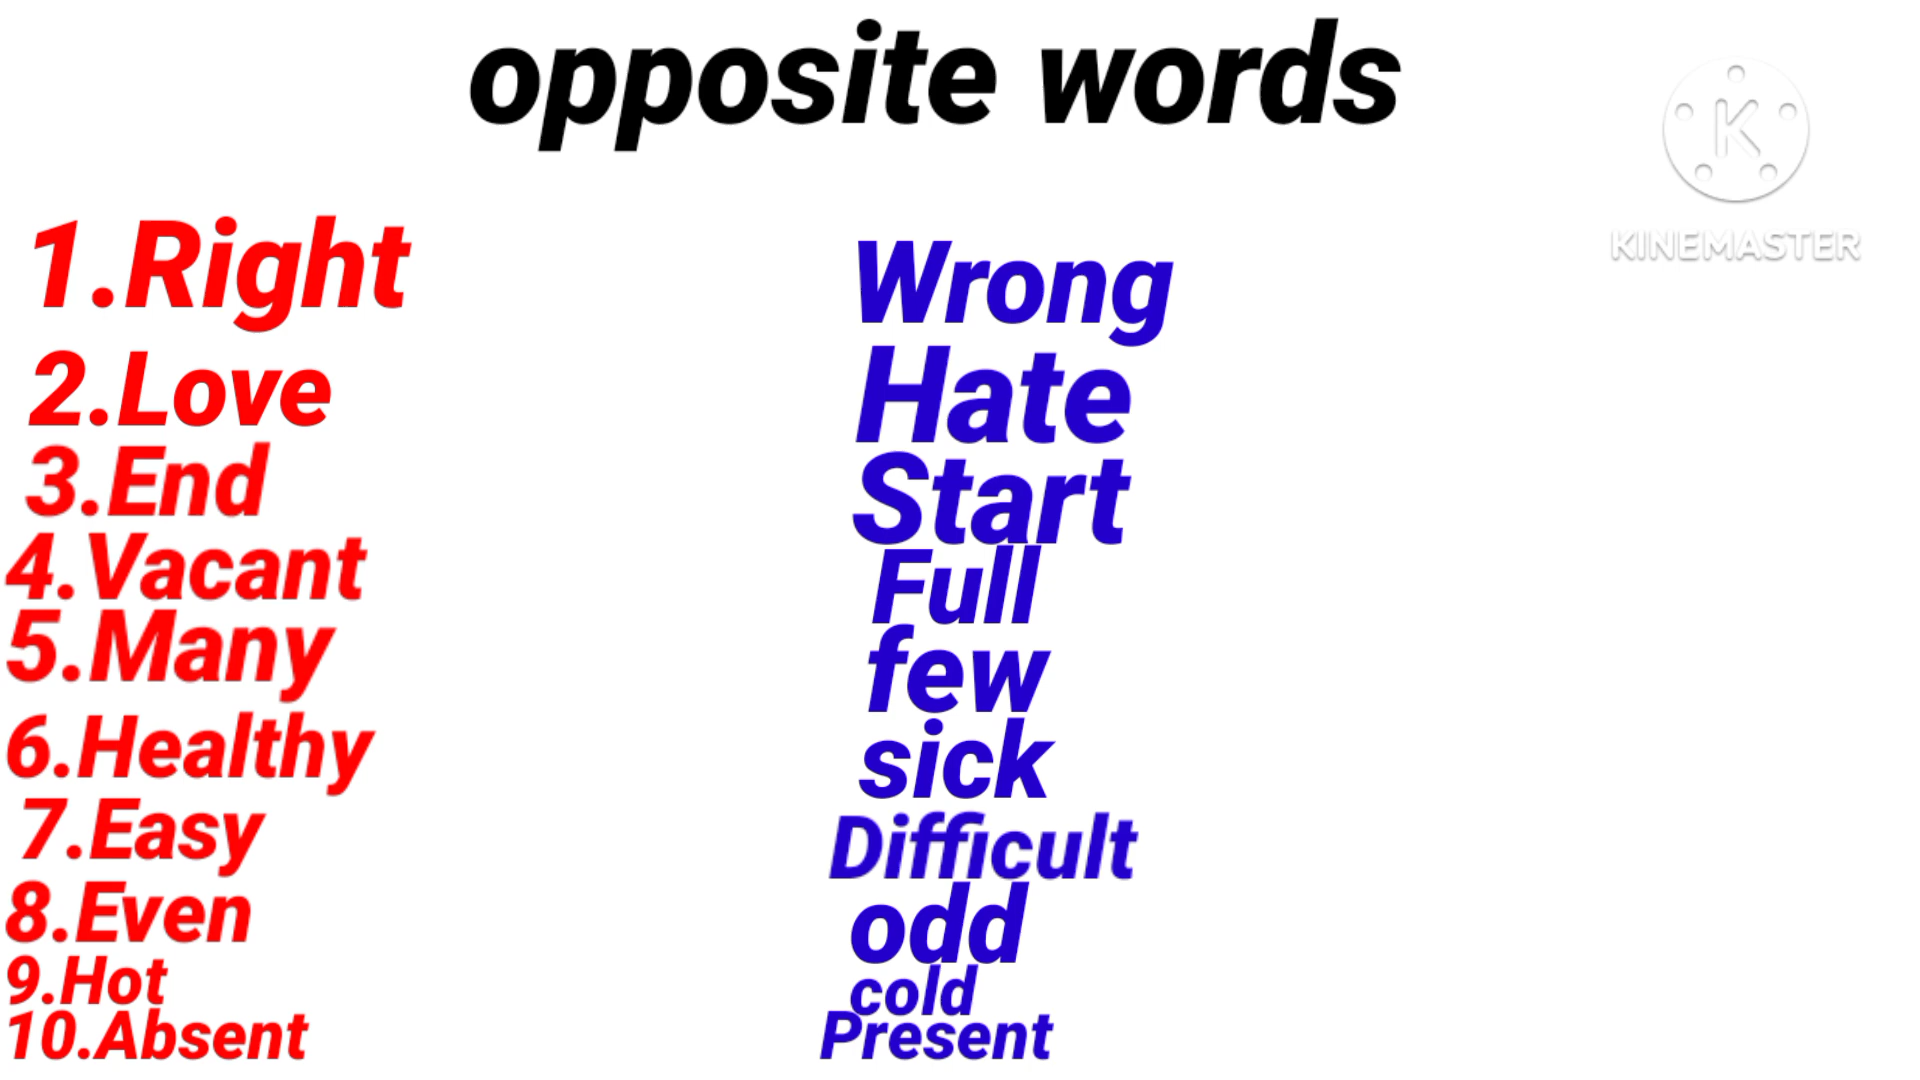 opposite words
K
KINEMASTER
1.Right Wrong
2.Love Hate
3.End Start
4.Vacant Full
5.Many few
6.Healthy sick
7.Easy Difficult
8.Even odd
9.Hot cold
10.Absent Present